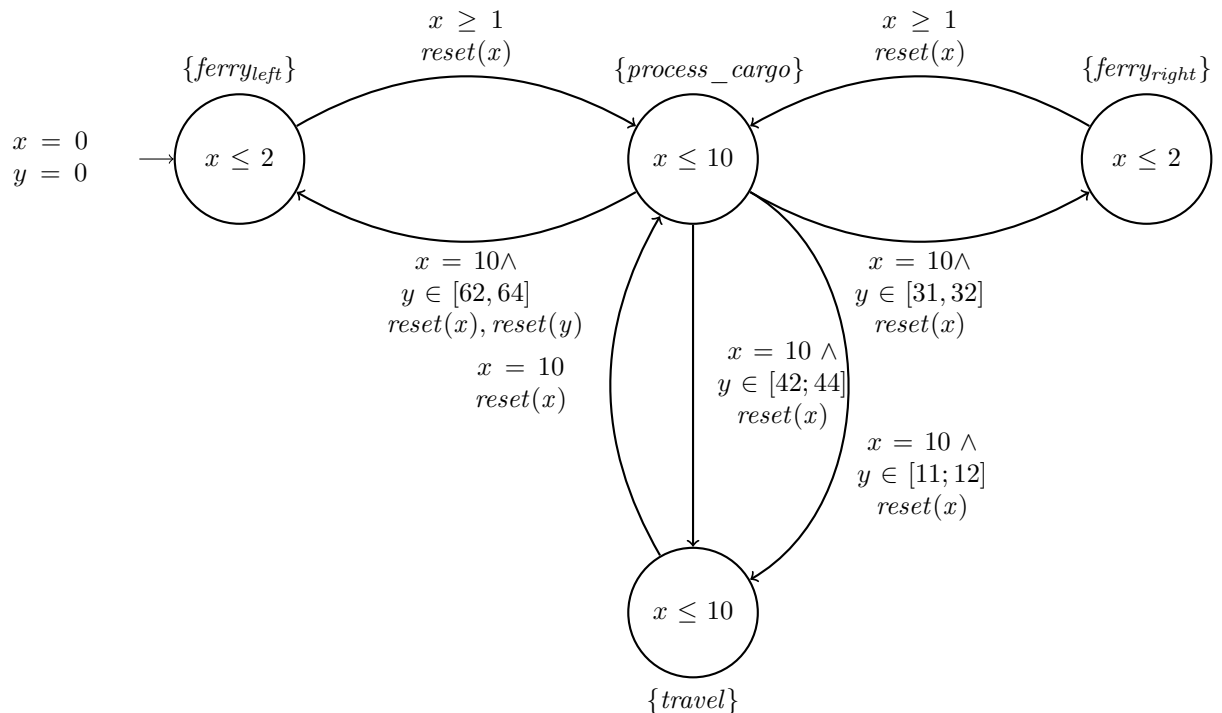 x ≥ 1
reset(x)
x ≥ 1
reset(x)
{ferry_left}
{process_cargo}
{ferry_right}
x = 0
y = 0
x ≤ 2
x ≤ 10
x ≤ 2
x = 10∧
y ∈ [62, 64]
reset(x), reset(y)
x = 10∧
y ∈ [31, 32]
reset(x)
x = 10
reset(x)
x = 10 ∧
y ∈ [42; 44]
reset(x)
x = 10 ∧
y ∈ [11; 12]
reset(x)
x ≤ 10
{travel}